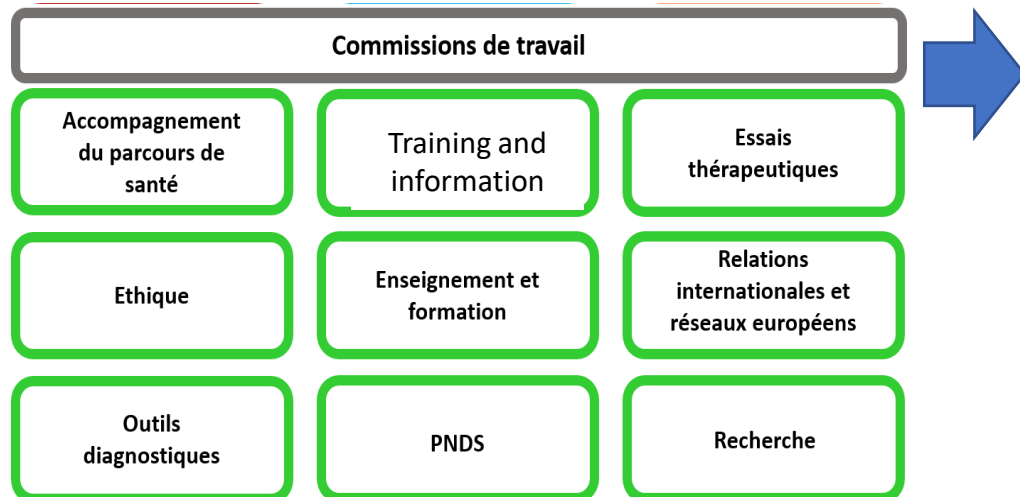 Commissions de travail
Accompagnement
du parcours de
santé
Training and
information
Essais
thérapeutiques
Ethique
Enseignement et
formation
Relations
internationales et
réseaux européens
Outils
diagnostiques
PNDS
Recherche